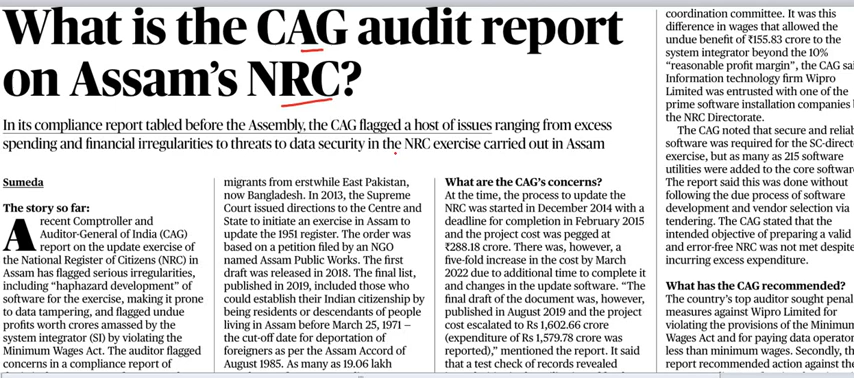 What is the CAG audit report
on Assam's NRC?
In its compliance report tabled before the Assembly, the CAG flagged a host of issues ranging from excess
spending and financial irregularities to threats to data security in the NRC exercise carried out in Assam
Sumeda
The story so far:
A recent Comptroller and
Auditor-General of India (CAG)
report on the update exercise of
the National Register of Citizens (NRC) in
Assam has flagged serious irregularities,
including "haphazard development" of
software for the exercise, making it prone
to data tampering, and flagged undue
profits worth crores amassed by the
system integrator (SI) by violating the
Minimum Wages Act. The auditor flagged
concerns in a compliance report of
migrants from erstwhile East Pakistan,
now Bangladesh. In 2013, the Supreme
Court issued directions to the Centre and
State to initiate an exercise in Assam to
update the 1951 register. The order was
based on a petition filed by an NGO
named Assam Public Works. The first
draft was released in 2018. The final list,
published in 2019, included those who
could establish their Indian citizenship by
being residents or descendants of people
living in Assam before March 25, 1971 –
the cut-off date for deportation of
foreigners as per the Assam Accord of
August 1985. As many as 19.06 lakh
What are the CAG's concerns?
At the time, the process to update the
NRC was started in December 2014 with a
deadline for completion in February 2015
and the project cost was pegged at
₹288.18 crore. There was, however, a
five-fold increase in the cost by March
2022 due to additional time to complete it
and changes in the update software. "The
final draft of the document was, however,
published in August 2019 and the project
cost escalated to Rs 1,602.66 crore
(expenditure of Rs 1,579.78 crore was
reported)," mentioned the report. It said
that a test check of records revealed
coordination committee. It was this
difference in wages that allowed the
undue benefit of ₹155.83 crore to the
system integrator beyond the 10%
"reasonable profit margin", the CAG sai
Information technology firm Wipro
Limited was entrusted with one of the
prime software installation companies
the NRC Directorate.
The CAG noted that secure and reliab
software was required for the SC-direct
exercise, but as many as 215 software
utilities were added to the core software
The report said this was done without
following the due process of software
development and vendor selection via
tendering. The CAG stated that the
intended objective of preparing a valid
and error-free NRC was not met despite
incurring excess expenditure.
What has the CAG recommended?
The country's top auditor sought penal
measures against Wipro Limited for
violating the provisions of the Minimum
Wages Act and for paying data operator
less than minimum wages. Secondly, th
report recommended action against the